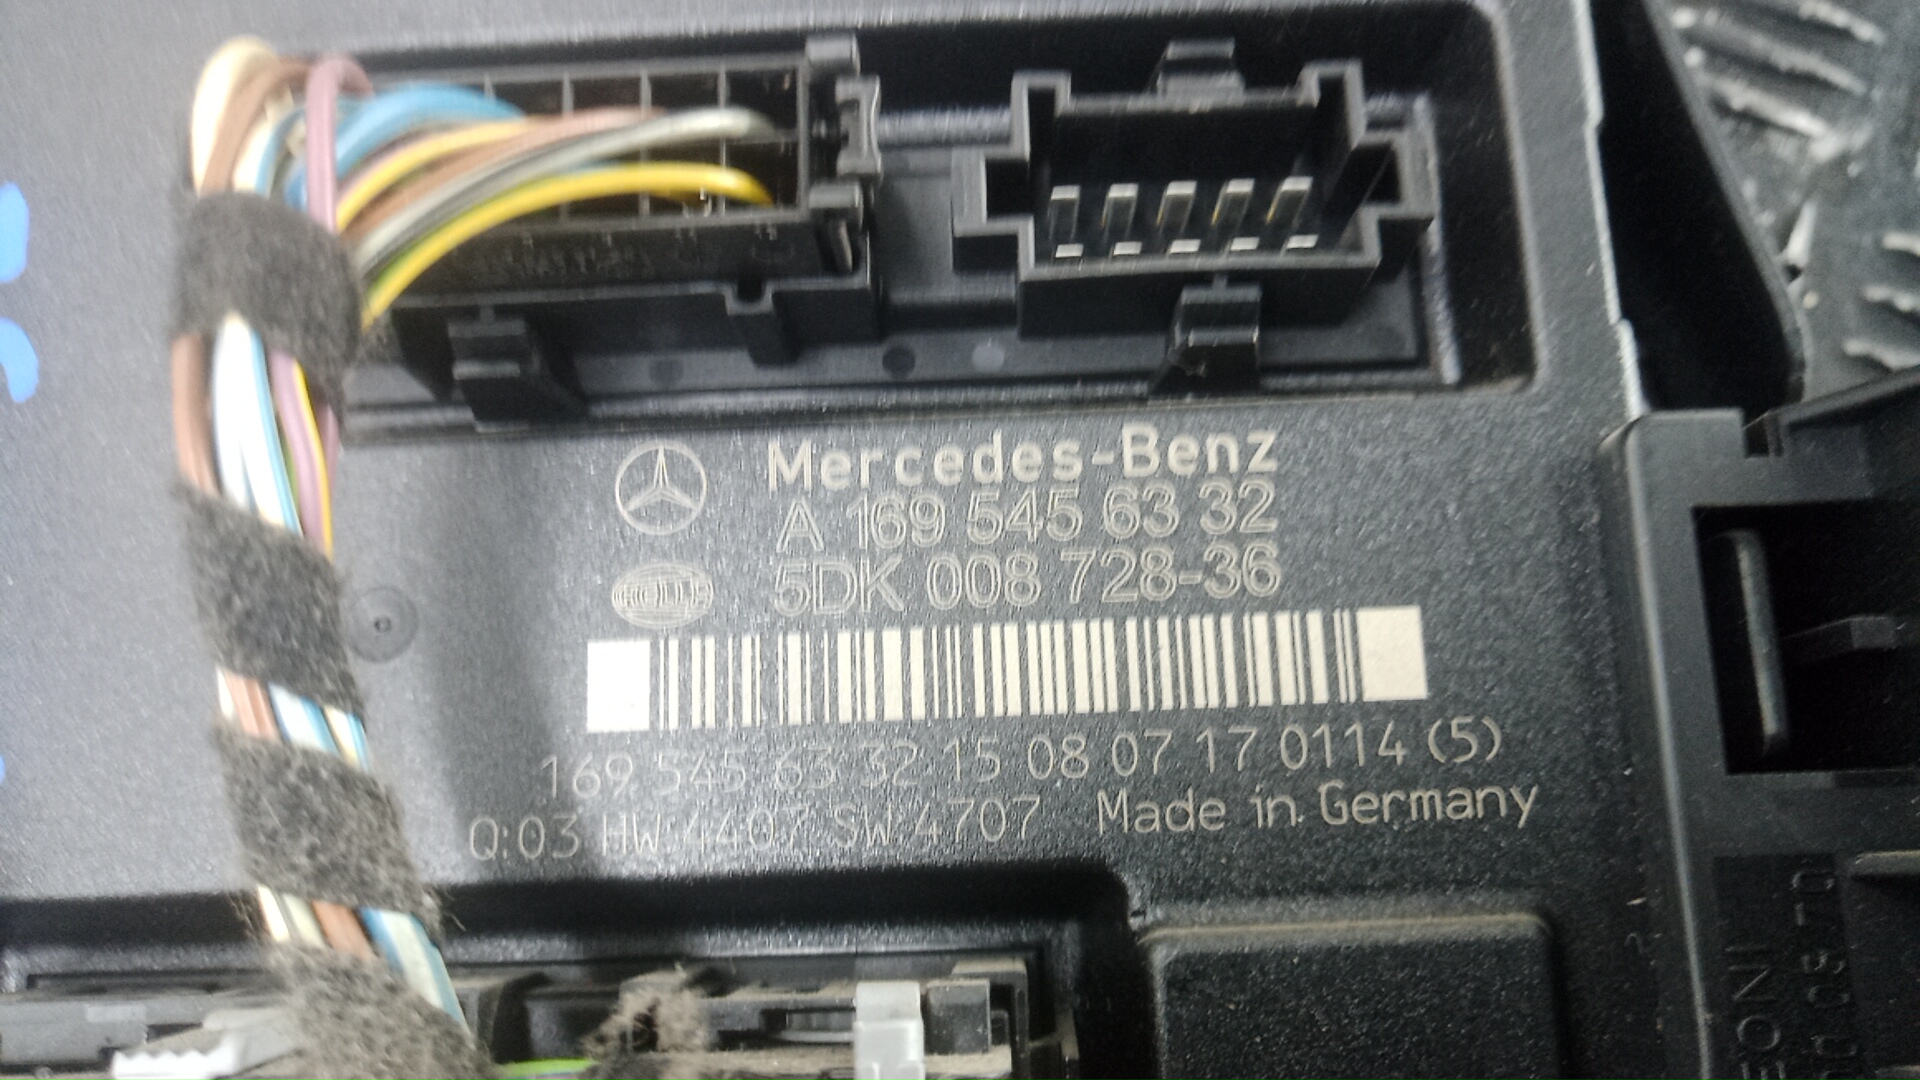 Mercedes-Benz
A 169 545 63 32
HELLA 5DK 008 728-36
169 545 63 32 15 08 07 17 0114 (5)
Q:03 HW:4407 SW:4707 Made in Germany